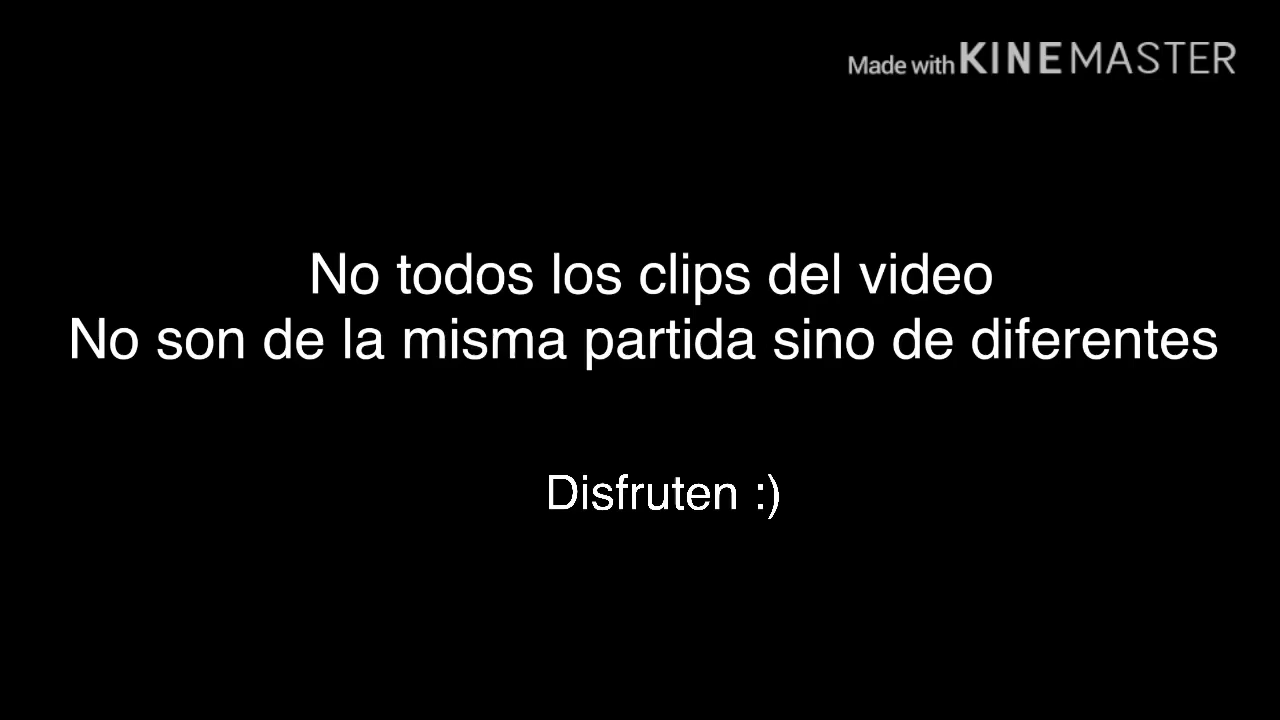 Made with KINEMASTER
No todos los clips del video
No son de la misma partida sino de diferentes
Disfruten :)